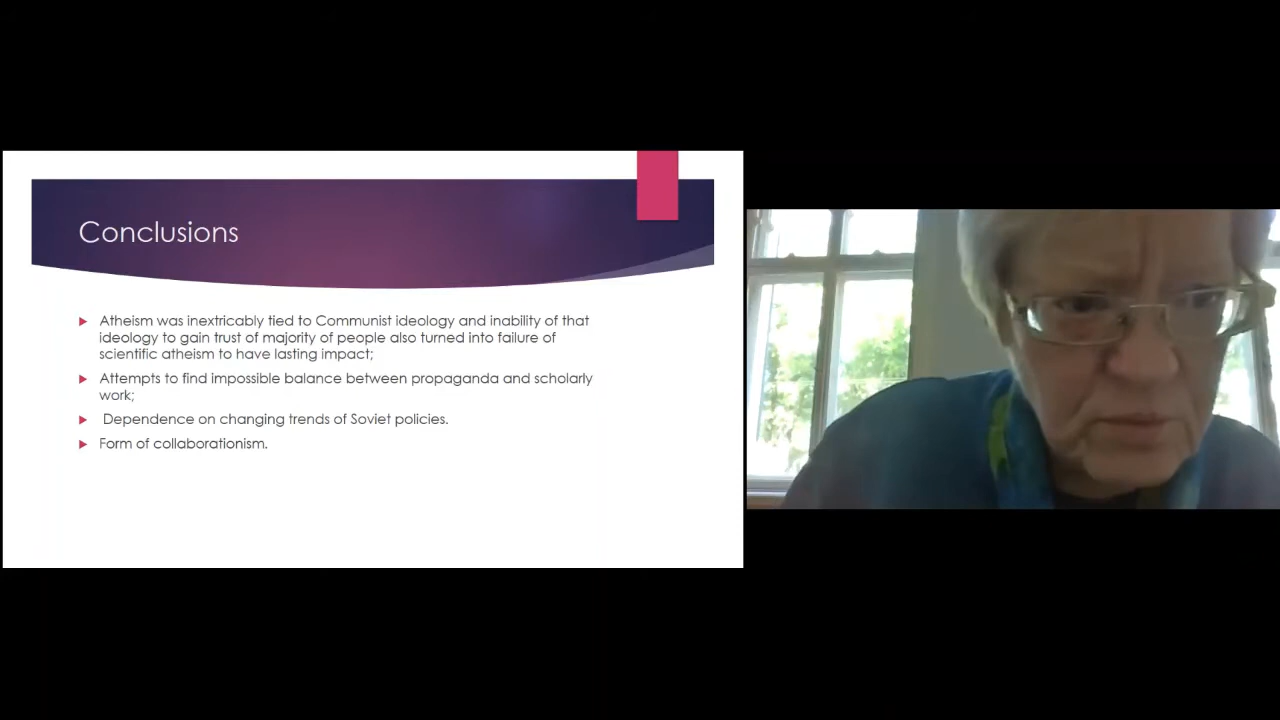 Conclusions
Atheism was inextricably tied to Communist ideology and inability of that
ideology to gain trust of majority of people also turned into failure of
scientific atheism to have lasting impact;
Attempts to find impossible balance between propaganda and scholarly
work;
Dependence on changing trends of Soviet policies.
Form of collaborationism.